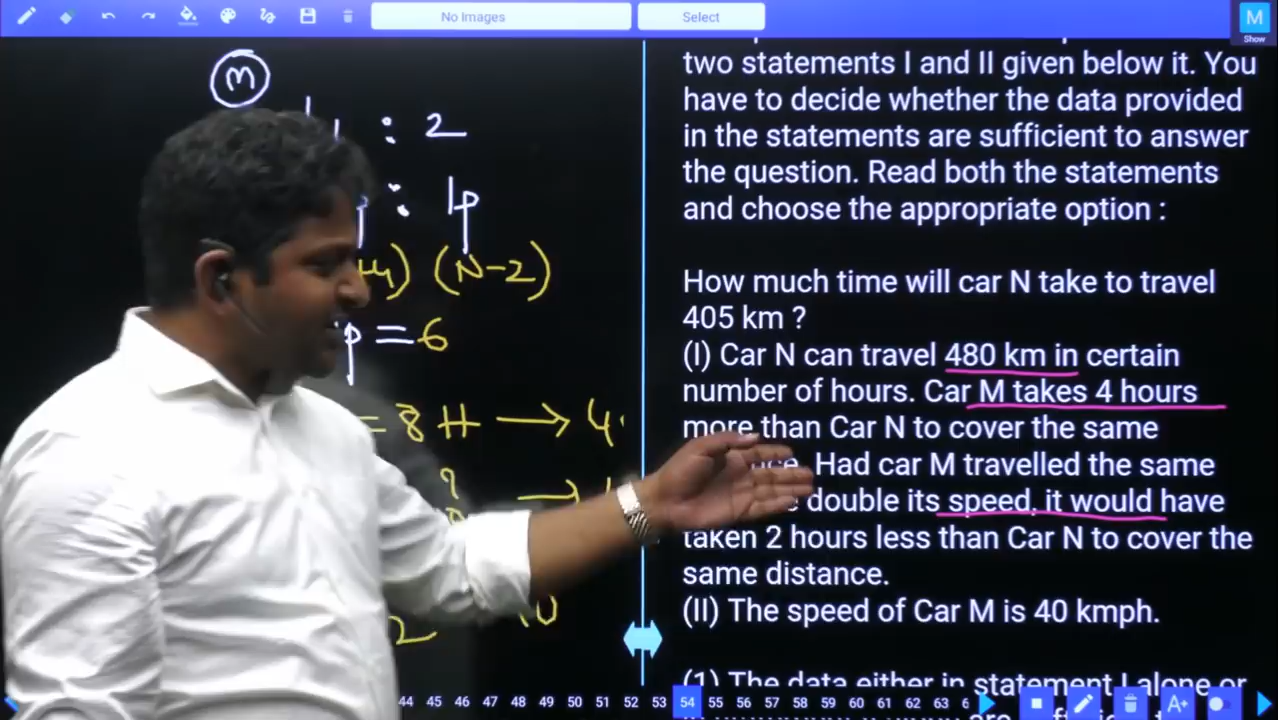 No Images
Select
M
Show
M
: 2
: 1p
(N-2)
p = 6
= 8 H → 4
?
2
10
two statements I and II given below it. You
have to decide whether the data provided
in the statements are sufficient to answer
the question. Read both the statements
and choose the appropriate option :
How much time will car N take to travel
405 km ?
(I) Car N can travel 480 km in certain
number of hours. Car M takes 4 hours
more than Car N to cover the same
Had car M travelled the same
double its speed, it would have
taken 2 hours less than Car N to cover the
same distance.
(II) The speed of Car M is 40 kmph.
(1) The data either in statement I alone or
44 45 46 47 48 49 50 51 52 53 54 55 56 57 58 59 60 61 62 63 6
A+